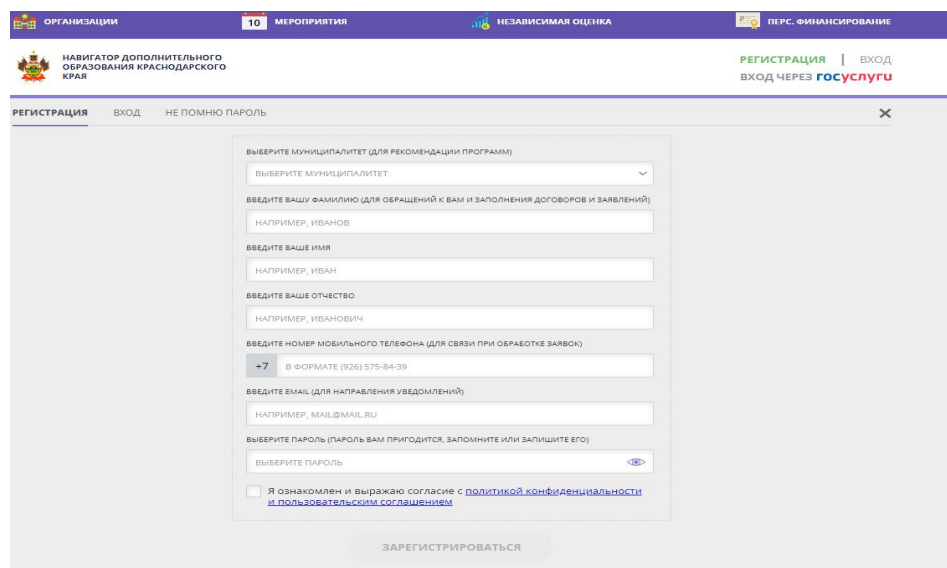 ОРГАНИЗАЦИИ
10 МЕРОПРИЯТИЯ
НЕЗАВИСИМАЯ ОЦЕНКА
ПЕРС. ФИНАНСИРОВАНИЕ
НАВИГАТОР ДОПОЛНИТЕЛЬНОГО
ОБРАЗОВАНИЯ КРАСНОДАРСКОГО
КРАЯ
РЕГИСТРАЦИЯ | ВХОД
ВХОД ЧЕРЕЗ госуслуги
РЕГИСТРАЦИЯ ВХОД НЕ ПОМНЮ ПАРОЛЬ
ВЫБЕРИТЕ МУНИЦИПАЛИТЕТ (ДЛЯ РЕКОМЕНДАЦИИ ПРОГРАММ)
ВЫБЕРИТЕ МУНИЦИПАЛИТЕТ
ВВЕДИТЕ ВАШУ ФАМИЛИЮ (ДЛЯ ОБРАЩЕНИЙ К ВАМ И ЗАПОЛНЕНИЯ ДОГОВОРОВ И ЗАЯВЛЕНИЙ)
НАПРИМЕР, ИВАНОВ
ВВЕДИТЕ ВАШЕ ИМЯ
НАПРИМЕР, ИВАН
ВВЕДИТЕ ВАШЕ ОТЧЕСТВО
НАПРИМЕР, ИВАНОВИЧ
ВВЕДИТЕ НОМЕР МОБИЛЬНОГО ТЕЛЕФОНА (ДЛЯ СВЯЗИ ПРИ ОБРАБОТКЕ ЗАЯВОК)
+7 В ФОРМАТЕ (926) 575-84-39
ВВЕДИТЕ EMAIL (ДЛЯ НАПРАВЛЕНИЯ УВЕДОМЛЕНИЙ)
НАПРИМЕР, MAIL@MAIL.RU
ВЫБЕРИТЕ ПАРОЛЬ (ПАРОЛЬ ВАМ ПРИГОДИТСЯ, ЗАПОМНИТЕ ИЛИ ЗАПИШИТЕ ЕГО)
ВЫБЕРИТЕ ПАРОЛЬ
Я ознакомлен и выражаю согласие с политикой конфиденциальности
и пользовательским соглашением
ЗАРЕГИСТРИРОВАТЬСЯ